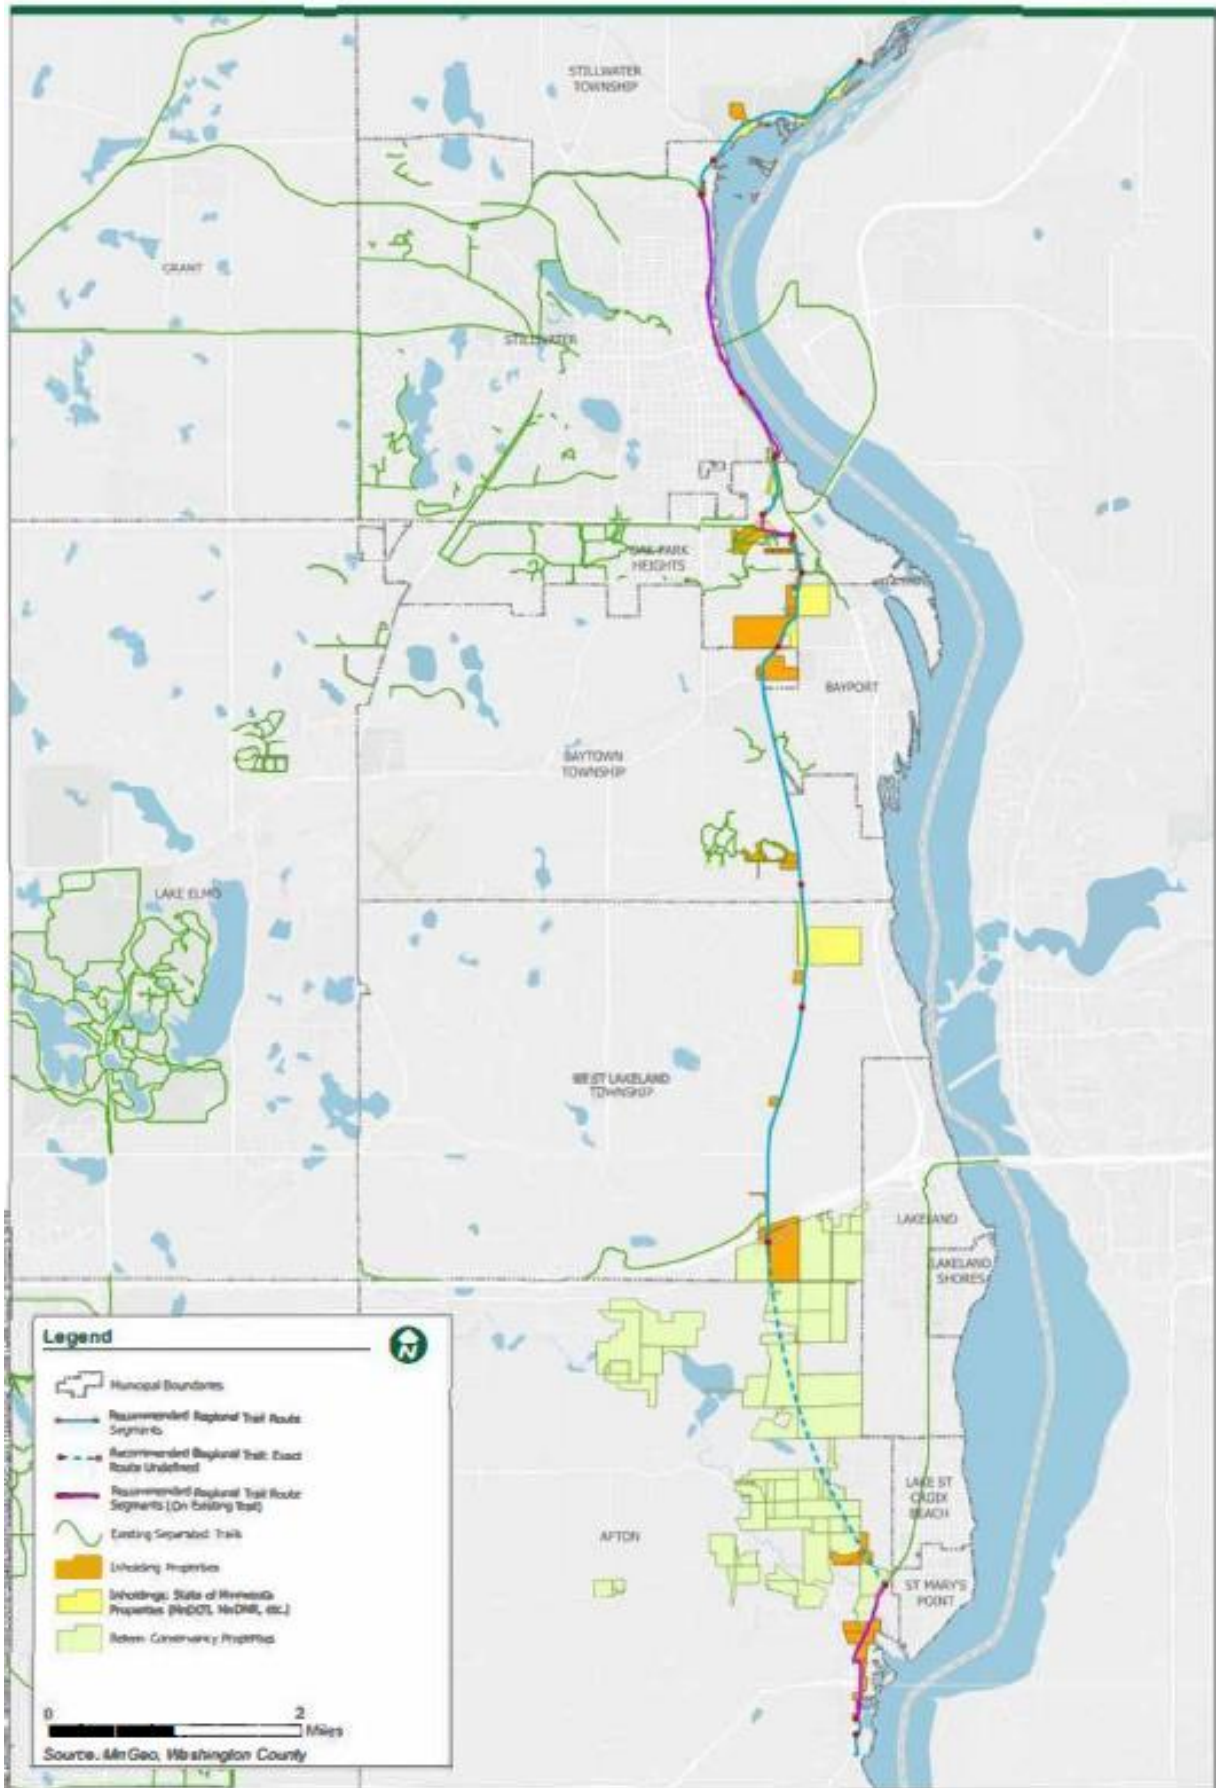 STILLWATER
TOWNSHIP
GRANT
STILLWATER
OAK PARK
HEIGHTS
BAYPORT
BAYTOWN
TOWNSHIP
LAKE ELMO
WEST LAKELAND
TOWNSHIP
LAKELAND
LAKELAND
SHORES
LAKE ST
CROIX
BEACH
AFTON
ST MARY'S
POINT
Legend
N
Municipal Boundaries
Recommended Regional Trail Route
Segments
Recommended Regional Trail: Exact
Route Undefined
Recommended Regional Trail Route
Segments (On Existing Trail)
Existing Separated Trails
Inholding Properties
Inholdings: State of Minnesota
Properties (MnDOT, MnDNR, etc.)
Belwin Conservancy Properties
0 2
Miles
Source: MnGeo, Washington County